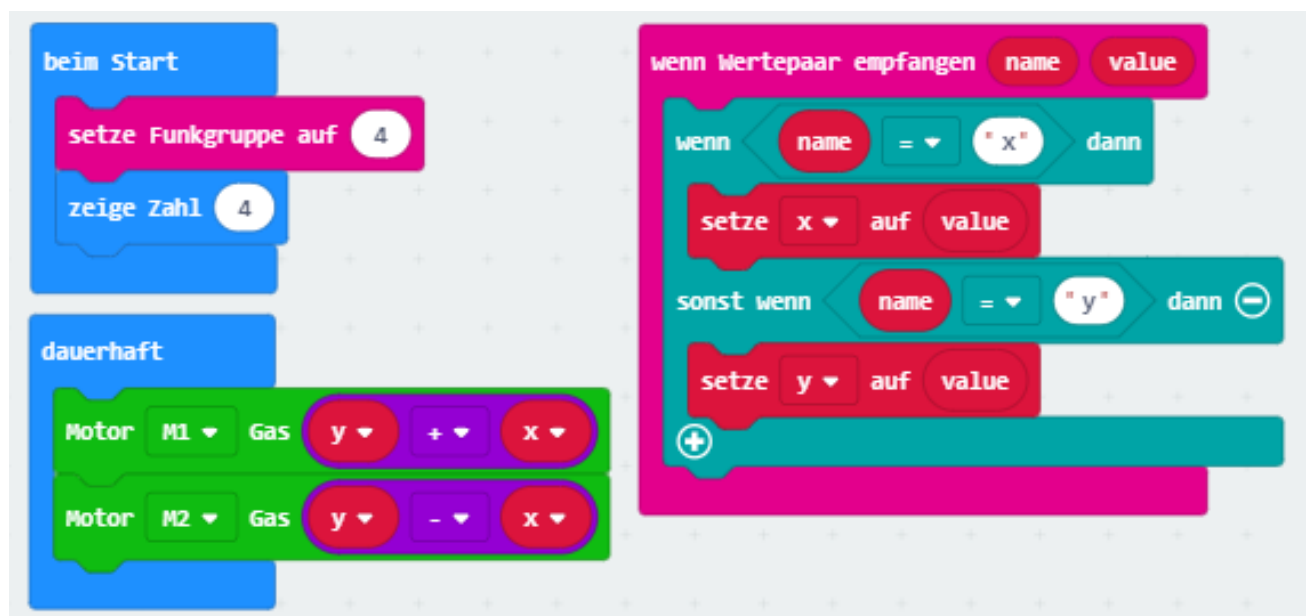 beim Start
setze Funkgruppe auf 4
zeige Zahl 4
dauerhaft
Motor M1 Gas y + x
Motor M2 Gas y - x
wenn Wertepaar empfangen name value
wenn name = "x" dann
setze x auf value
sonst wenn name = "y" dann
setze y auf value